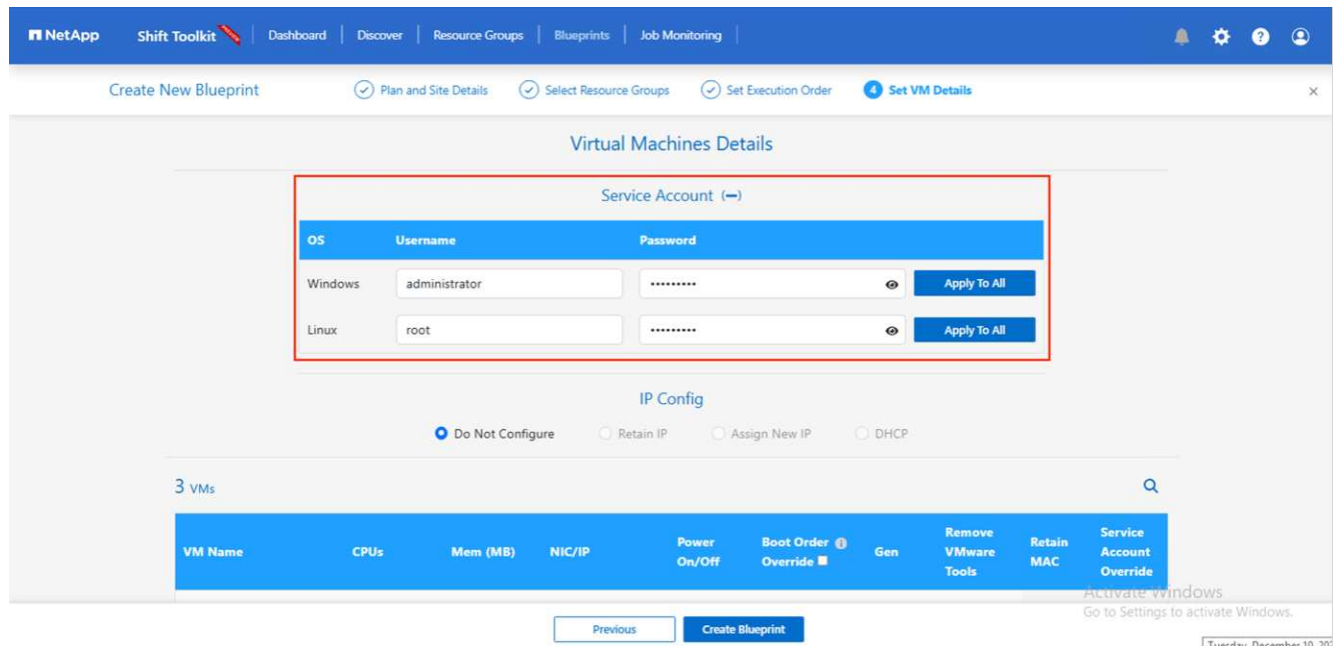 NetApp Shift Toolkit Dashboard Discover Resource Groups Blueprints Job Monitoring
Create New Blueprint Plan and Site Details Select Resource Groups Set Execution Order 4 Set VM Details ×
Virtual Machines Details
Service Account (−)
OS Username Password
Windows administrator ••••••••• Apply To All
Linux root ••••••••• Apply To All
IP Config
Do Not Configure Retain IP Assign New IP DHCP
3 VMs
VM Name CPUs Mem (MB) NIC/IP Power On/Off Boot Order Override Gen Remove VMware Tools Retain MAC Service Account Override
Activate Windows
Go to Settings to activate Windows.
Previous Create Blueprint
Tuesday, December 10, 202